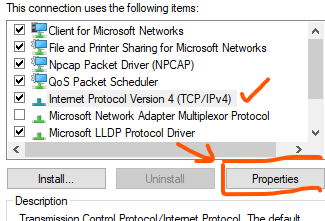 This connection uses the following items:
Client for Microsoft Networks
File and Printer Sharing for Microsoft Networks
Npcap Packet Driver (NPCAP)
QoS Packet Scheduler
Internet Protocol Version 4 (TCP/IPv4)
Microsoft Network Adapter Multiplexor Protocol
Microsoft LLDP Protocol Driver
Install...
Uninstall
Properties
Description
Transmission Control Protocol/Internet Protocol. The default